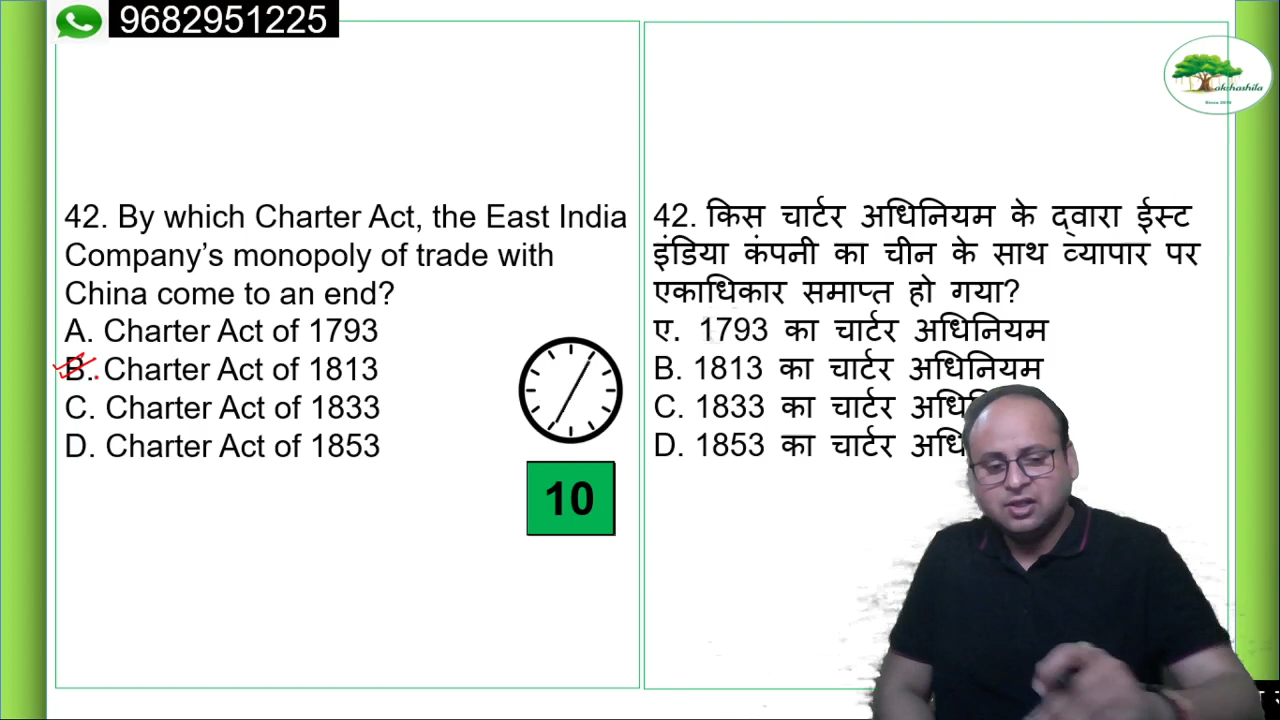 9682951225
akshashila
Since 2010
42. By which Charter Act, the East India
Company’s monopoly of trade with
China come to an end?
A. Charter Act of 1793
B. Charter Act of 1813
C. Charter Act of 1833
D. Charter Act of 1853
10
42. किस चार्टर अधिनियम के द्वारा ईस्ट
इंडिया कंपनी का चीन के साथ व्यापार पर
एकाधिकार समाप्त हो गया?
ए. 1793 का चार्टर अधिनियम
B. 1813 का चार्टर अधिनियम
C. 1833 का चार्टर
D. 1853 का चार्टर